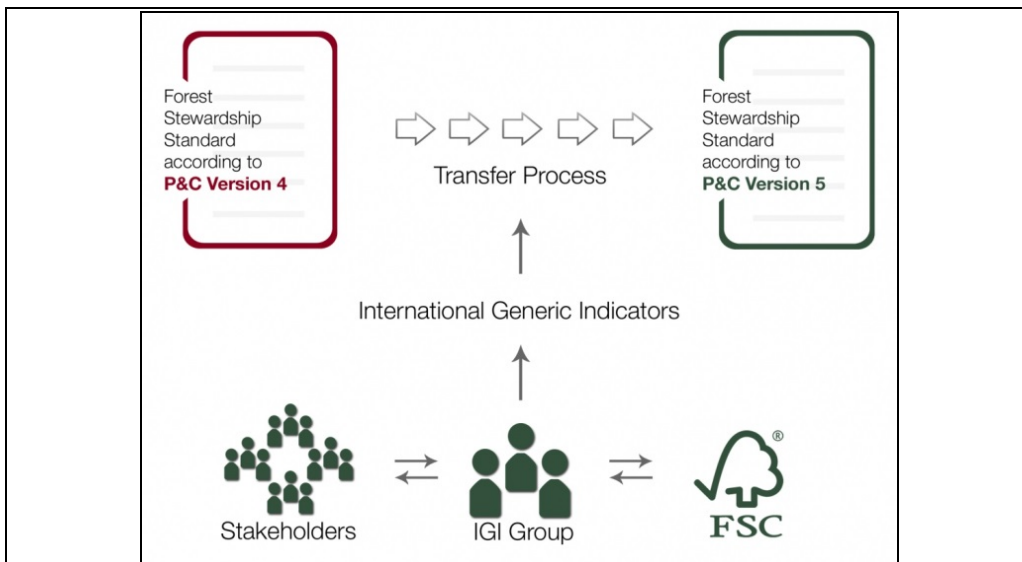 Forest
Stewardship
Standard
according to
P&C Version 4
Transfer Process
Forest
Stewardship
Standard
according to
P&C Version 5
International Generic Indicators
Stakeholders
IGI Group
®
FSC